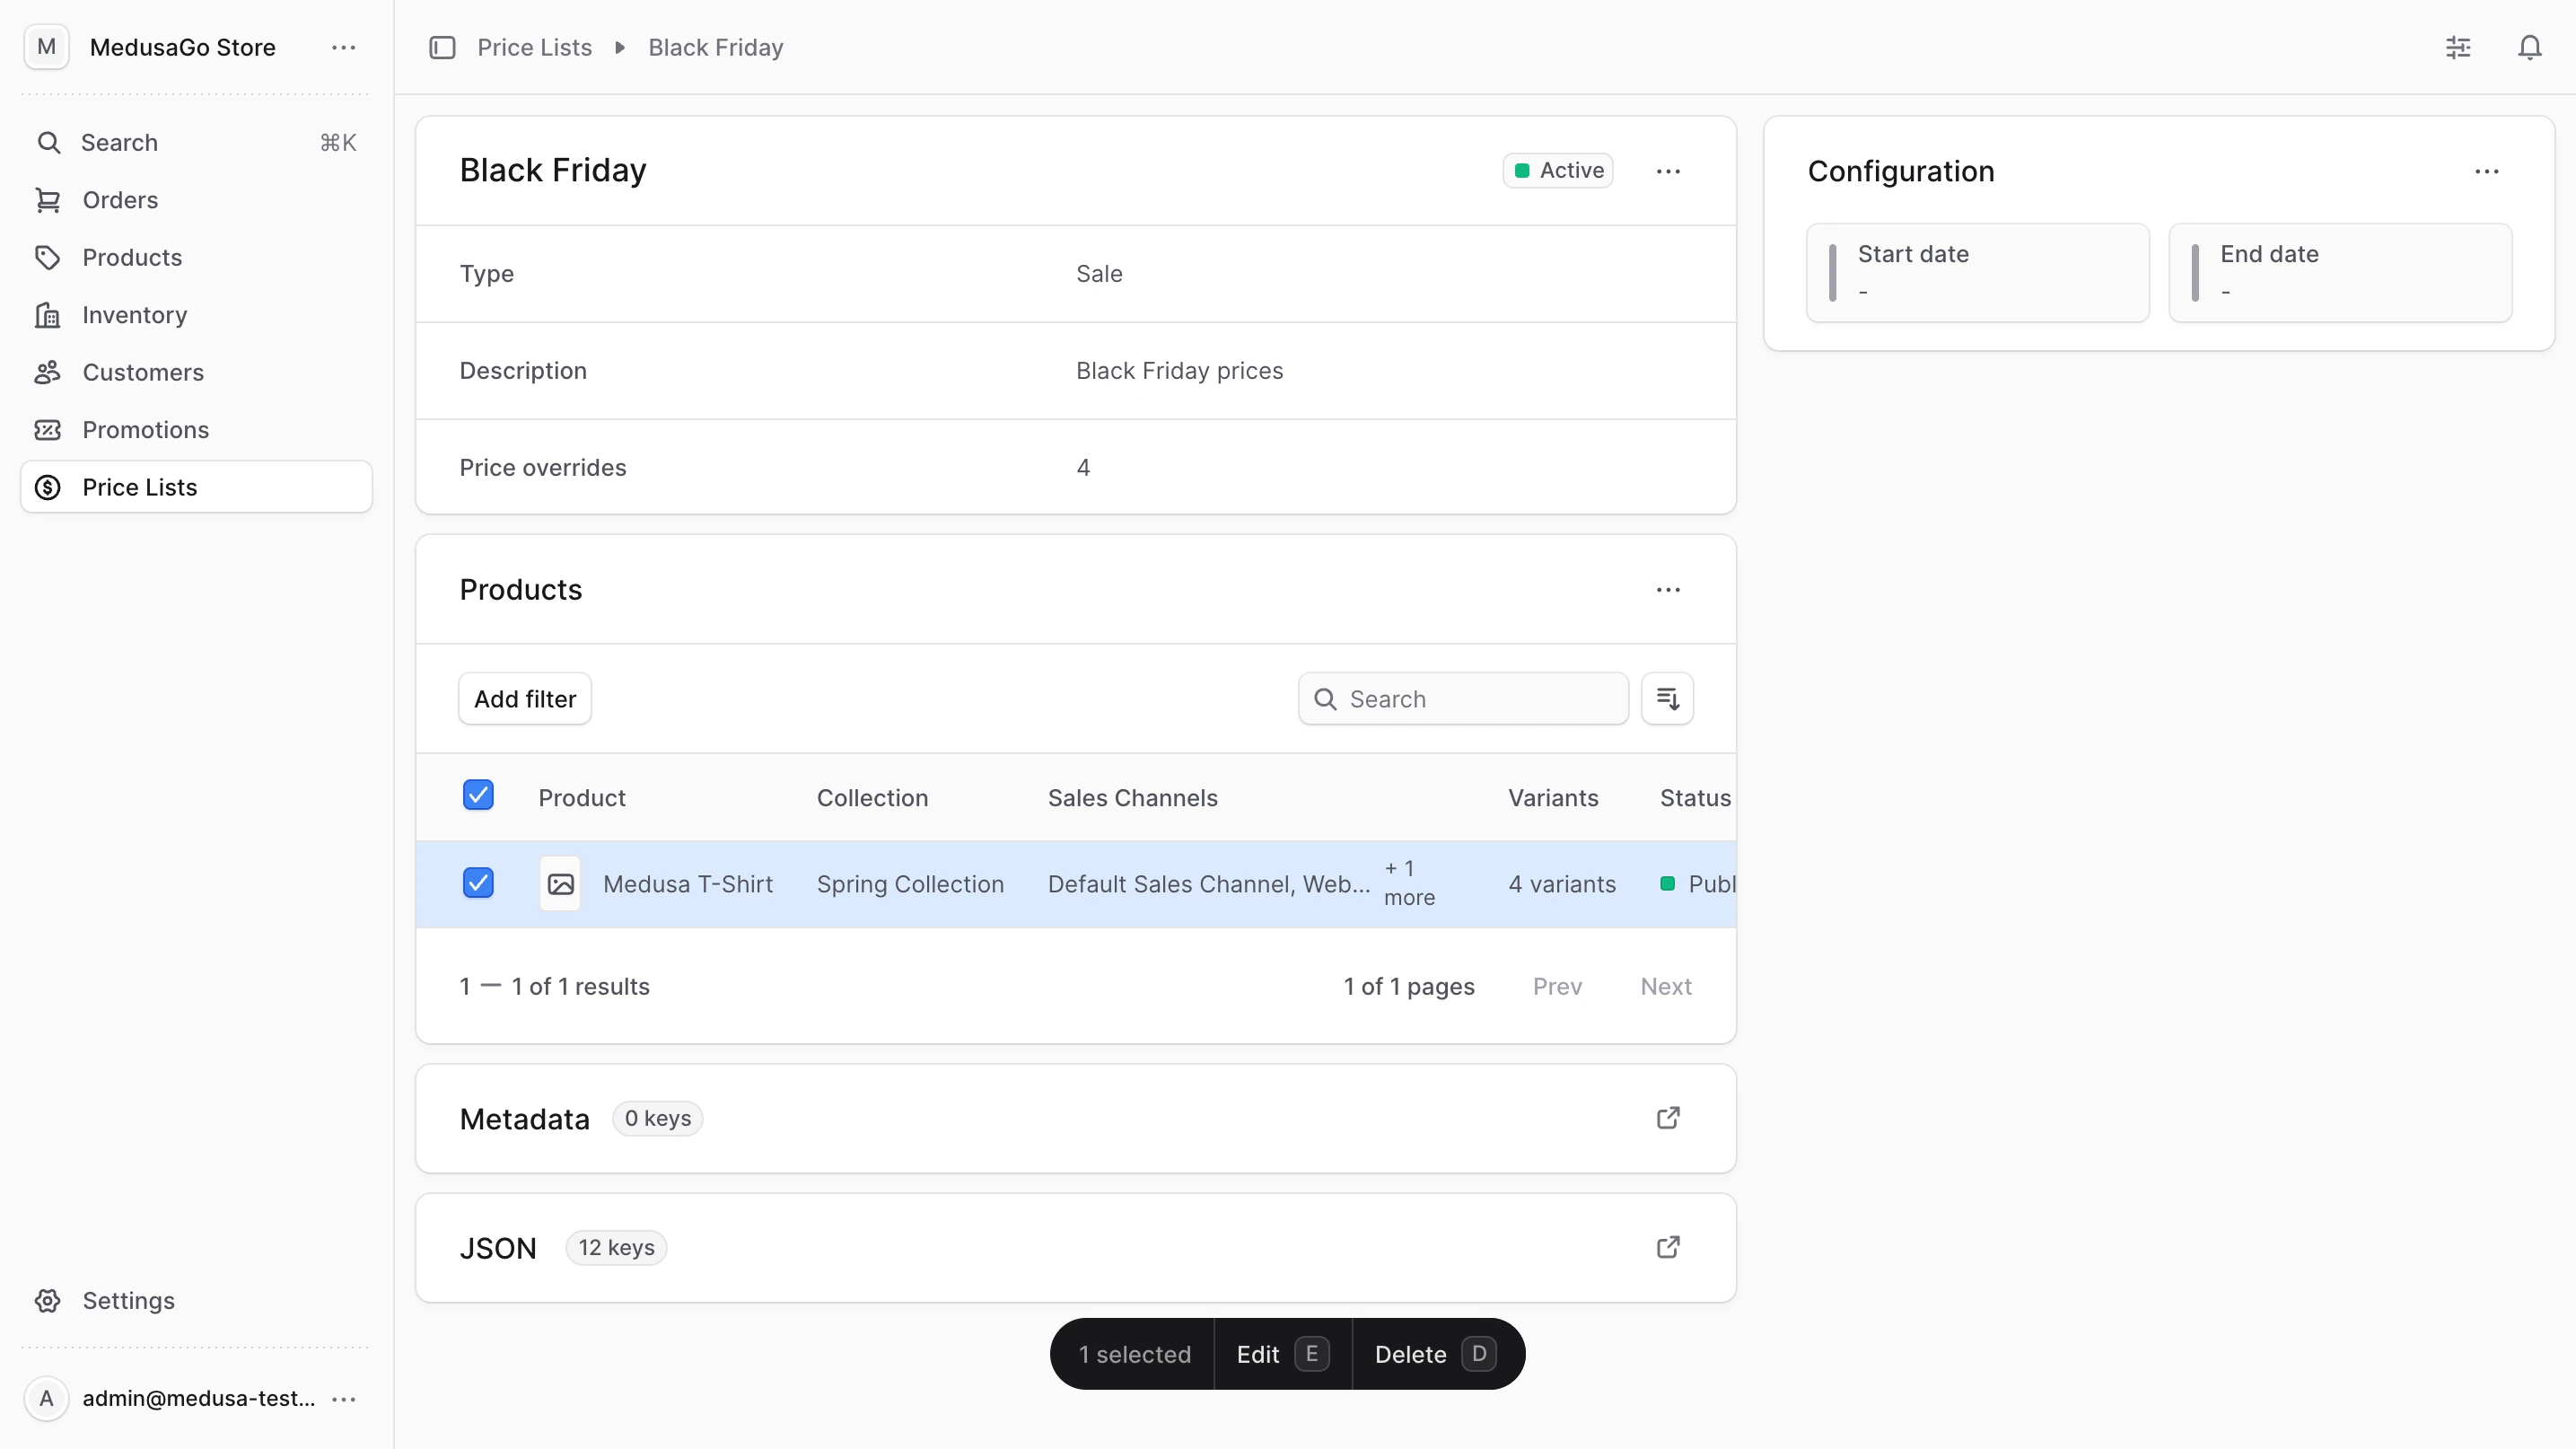 M MedusaGo Store
Search ⌘K
Orders
Products
Inventory
Customers
Promotions
Price Lists
Settings
A admin@medusa-test...
Price Lists Black Friday
Black Friday Active
Type Sale
Description Black Friday prices
Price overrides 4
Products
Add filter Search
Product Collection Sales Channels Variants Status
Medusa T-Shirt Spring Collection Default Sales Channel, Web... + 1 more 4 variants Publ
1 — 1 of 1 results 1 of 1 pages Prev Next
Metadata 0 keys
JSON 12 keys
1 selected Edit E Delete D
Configuration
Start date End date
- -